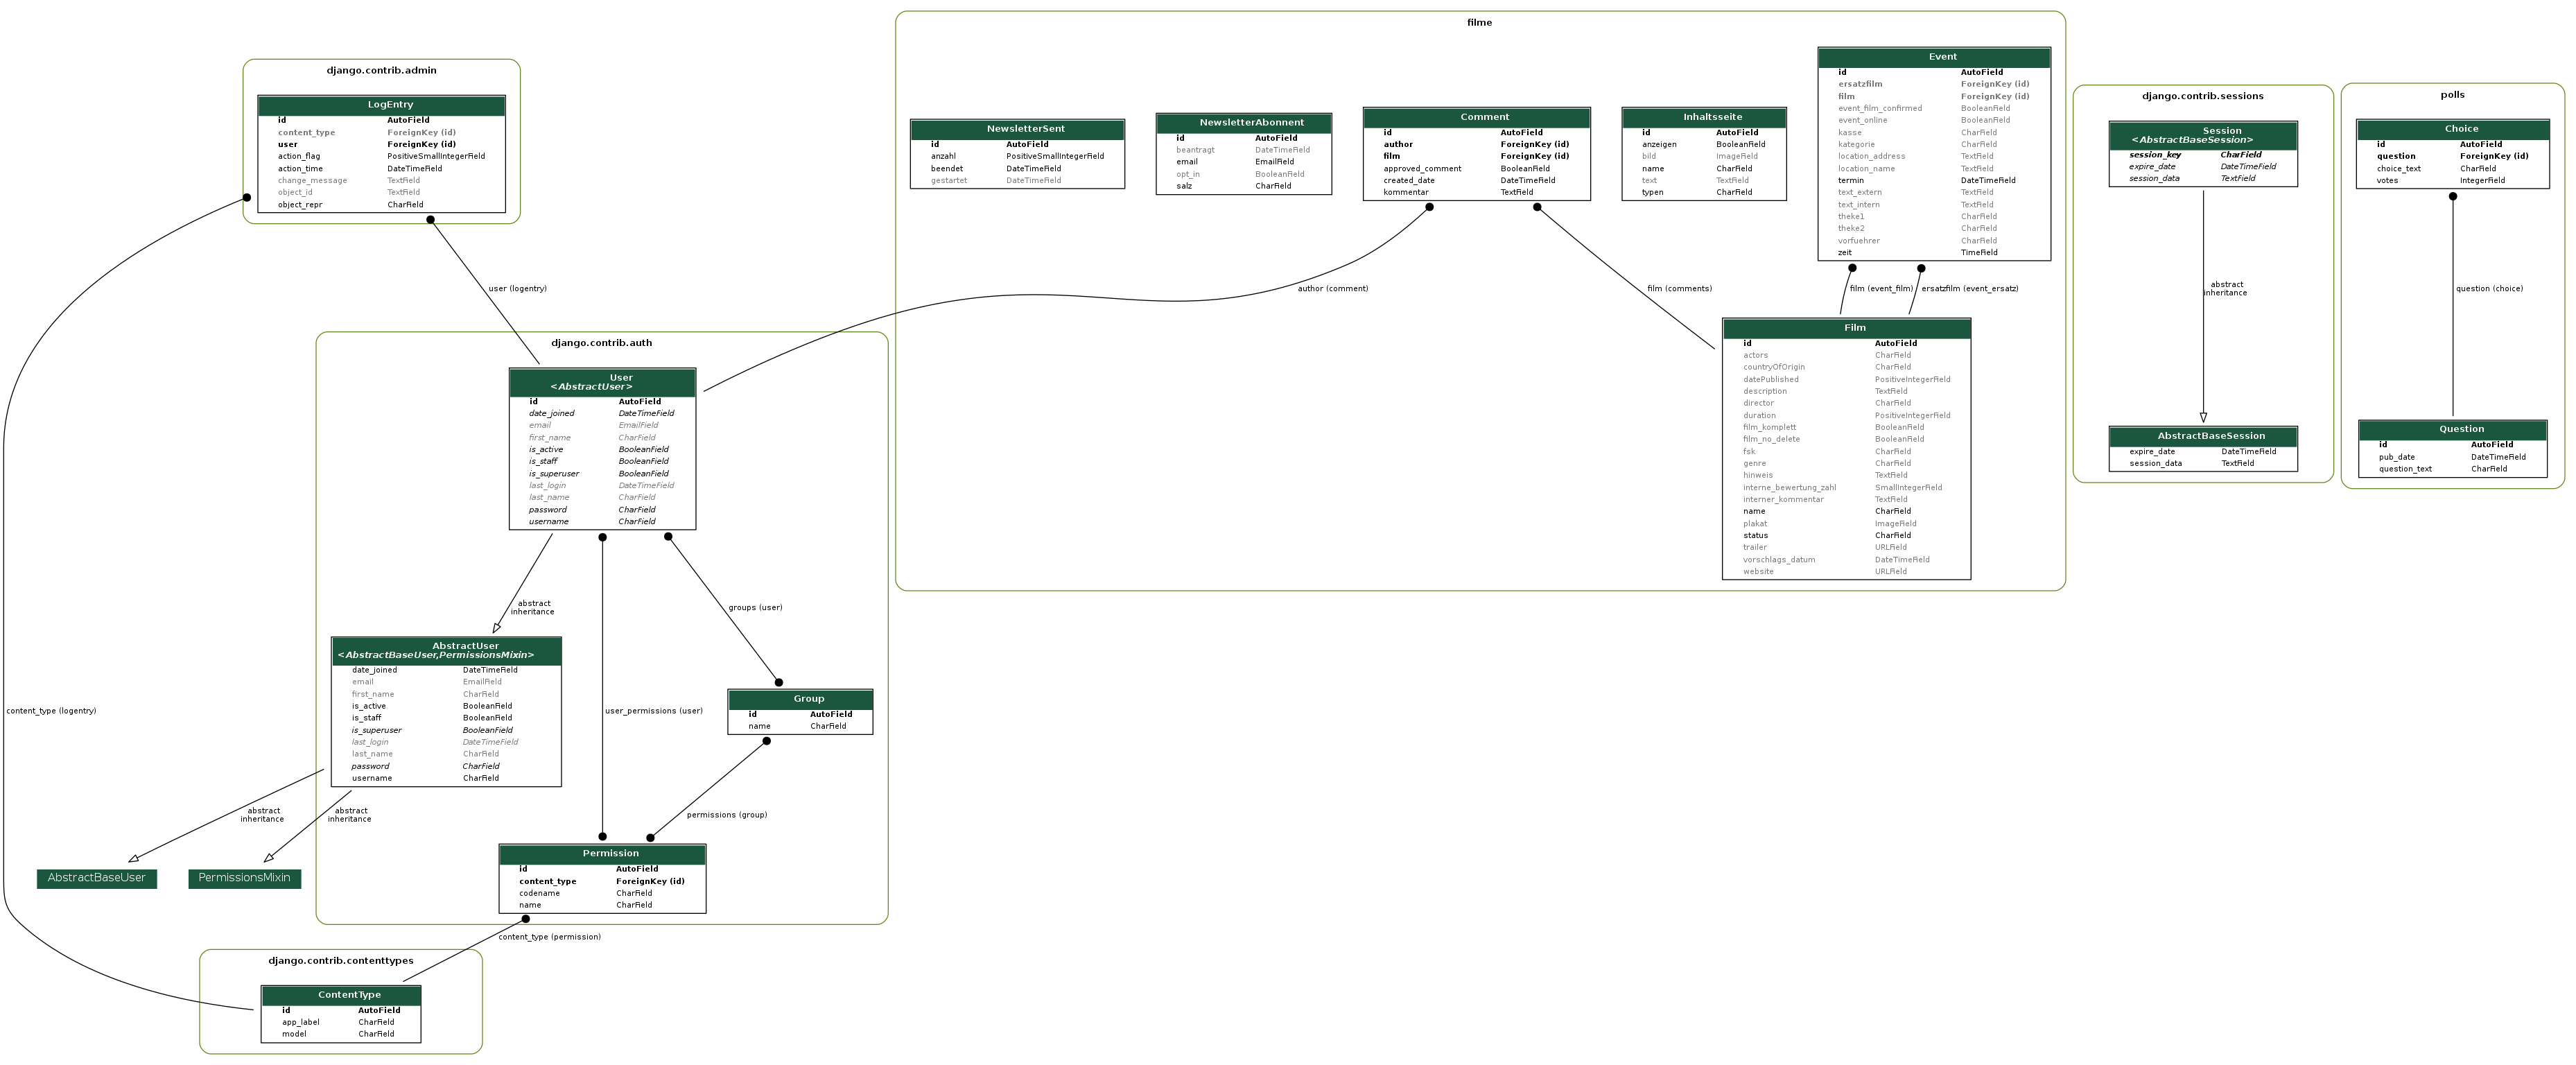 django.contrib.admin
LogEntry
id AutoField
content_type ForeignKey (id)
user ForeignKey (id)
action_flag PositiveSmallIntegerField
action_time DateTimeField
change_message TextField
object_id TextField
object_repr CharField
user (logentry)
content_type (logentry)
django.contrib.auth
User
<AbstractUser>
id AutoField
date_joined DateTimeField
email EmailField
first_name CharField
is_active BooleanField
is_staff BooleanField
is_superuser BooleanField
last_login DateTimeField
last_name CharField
password CharField
username CharField
abstract
inheritance
groups (user)
user_permissions (user)
AbstractUser
<AbstractBaseUser,PermissionsMixin>
date_joined DateTimeField
email EmailField
first_name CharField
is_active BooleanField
is_staff BooleanField
is_superuser BooleanField
last_login DateTimeField
last_name CharField
password CharField
username CharField
Group
id AutoField
name CharField
permissions (group)
abstract
inheritance
abstract
inheritance
AbstractBaseUser
PermissionsMixin
Permission
id AutoField
content_type ForeignKey (id)
codename CharField
name CharField
content_type (permission)
django.contrib.contenttypes
ContentType
id AutoField
app_label CharField
model CharField
filme
NewsletterSent
id AutoField
anzahl PositiveSmallIntegerField
beendet DateTimeField
gestartet DateTimeField
NewsletterAbonnent
id AutoField
beantragt DateTimeField
email EmailField
opt_in BooleanField
salz CharField
Comment
id AutoField
author ForeignKey (id)
film ForeignKey (id)
approved_comment BooleanField
created_date DateTimeField
kommentar TextField
Inhaltsseite
id AutoField
anzeigen BooleanField
bild ImageField
name CharField
text TextField
typen CharField
Event
id AutoField
ersatzfilm ForeignKey (id)
film ForeignKey (id)
event_film_confirmed BooleanField
event_online BooleanField
kasse CharField
kategorie CharField
location_address TextField
location_name TextField
termin DateTimeField
text_extern TextField
text_intern TextField
theke1 CharField
theke2 CharField
vorfuehrer CharField
zeit TimeField
author (comment)
film (comments)
film (event_film)
ersatzfilm (event_ersatz)
Film
id AutoField
actors CharField
countryOfOrigin CharField
datePublished PositiveIntegerField
description TextField
director CharField
duration PositiveIntegerField
film_komplett BooleanField
film_no_delete BooleanField
fsk CharField
genre CharField
hinweis TextField
interne_bewertung_zahl SmallIntegerField
interner_kommentar TextField
name CharField
plakat ImageField
status CharField
trailer URLField
vorschlags_datum DateTimeField
website URLField
django.contrib.sessions
Session
<AbstractBaseSession>
session_key CharField
expire_date DateTimeField
session_data TextField
abstract
inheritance
AbstractBaseSession
expire_date DateTimeField
session_data TextField
polls
Choice
id AutoField
question ForeignKey (id)
choice_text CharField
votes IntegerField
question (choice)
Question
id AutoField
pub_date DateTimeField
question_text CharField